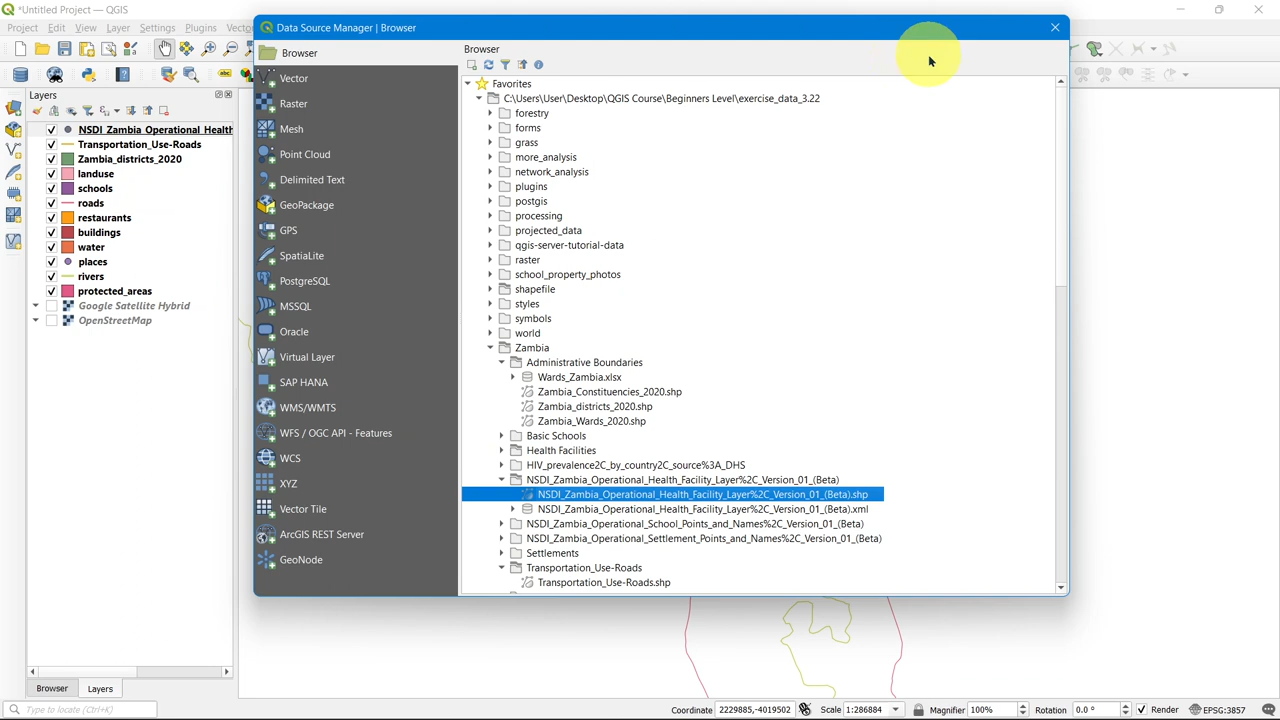 *Untitled Project — QGIS
Project Edit View Layer Settings Plugins Vector
Data Source Manager | Browser
Browser
Vector
Raster
Mesh
Point Cloud
Delimited Text
GeoPackage
GPS
SpatiaLite
PostgreSQL
MSSQL
Oracle
Virtual Layer
SAP HANA
WMS/WMTS
WFS / OGC API - Features
WCS
XYZ
Vector Tile
ArcGIS REST Server
GeoNode
Browser
Favorites
C:\Users\User\Desktop\QGIS Course\Beginners Level\exercise_data_3.22
forestry
forms
grass
more_analysis
network_analysis
plugins
postgis
processing
projected_data
qgis-server-tutorial-data
raster
school_property_photos
shapefile
styles
symbols
world
Zambia
Administrative Boundaries
Wards_Zambia.xlsx
Zambia_Constituencies_2020.shp
Zambia_districts_2020.shp
Zambia_Wards_2020.shp
Basic Schools
Health Facilities
HIV_prevalence2C_by_country2C_source%3A_DHS
NSDI_Zambia_Operational_Health_Facility_Layer%2C_Version_01_(Beta)
NSDI_Zambia_Operational_Health_Facility_Layer%2C_Version_01_(Beta).shp
NSDI_Zambia_Operational_Health_Facility_Layer%2C_Version_01_(Beta).xml
NSDI_Zambia_Operational_School_Points_and_Names%2C_Version_01_(Beta)
NSDI_Zambia_Operational_Settlement_Points_and_Names%2C_Version_01_(Beta)
Settlements
Transportation_Use-Roads
Transportation_Use-Roads.shp
abc
Layers
NSDI_Zambia_Operational_Health
Transportation_Use-Roads
Zambia_districts_2020
landuse
schools
roads
restaurants
buildings
water
places
rivers
protected_areas
Google Satellite Hybrid
OpenStreetMap
Browser Layers
Type to locate (Ctrl+K)
Coordinate 2229885,-4019502 Scale 1:286884 Magnifier 100% Rotation 0.0 ° Render EPSG:3857